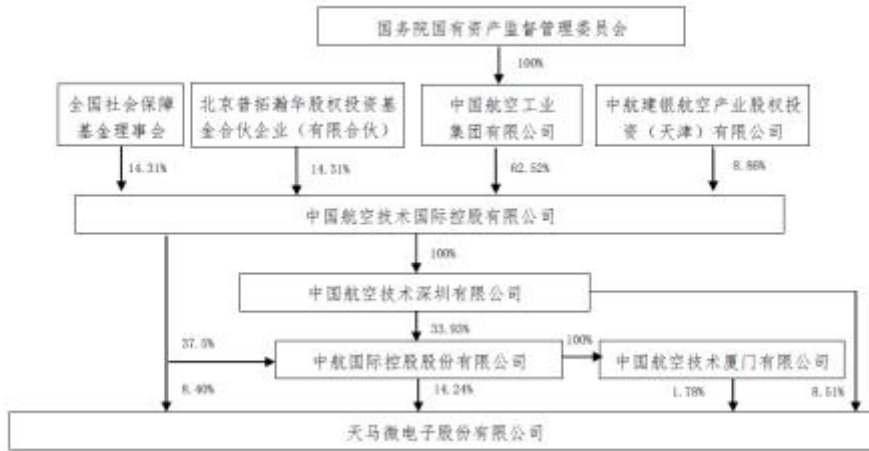 国务院国有资产监督管理委员会
100%
全国社会保障
基金理事会
北京普拓瀚华股权投资基
金合伙企业（有限合伙）
中国航空工业
集团有限公司
中航建银航空产业股权投
资（天津）有限公司
14.31%
14.31%
62.52%
8.86%
中国航空技术国际控股有限公司
100%
中国航空技术深圳有限公司
33.93%
37.5%
100%
中航国际控股股份有限公司
中国航空技术厦门有限公司
8.40%
14.24%
1.78%
8.51%
天马微电子股份有限公司